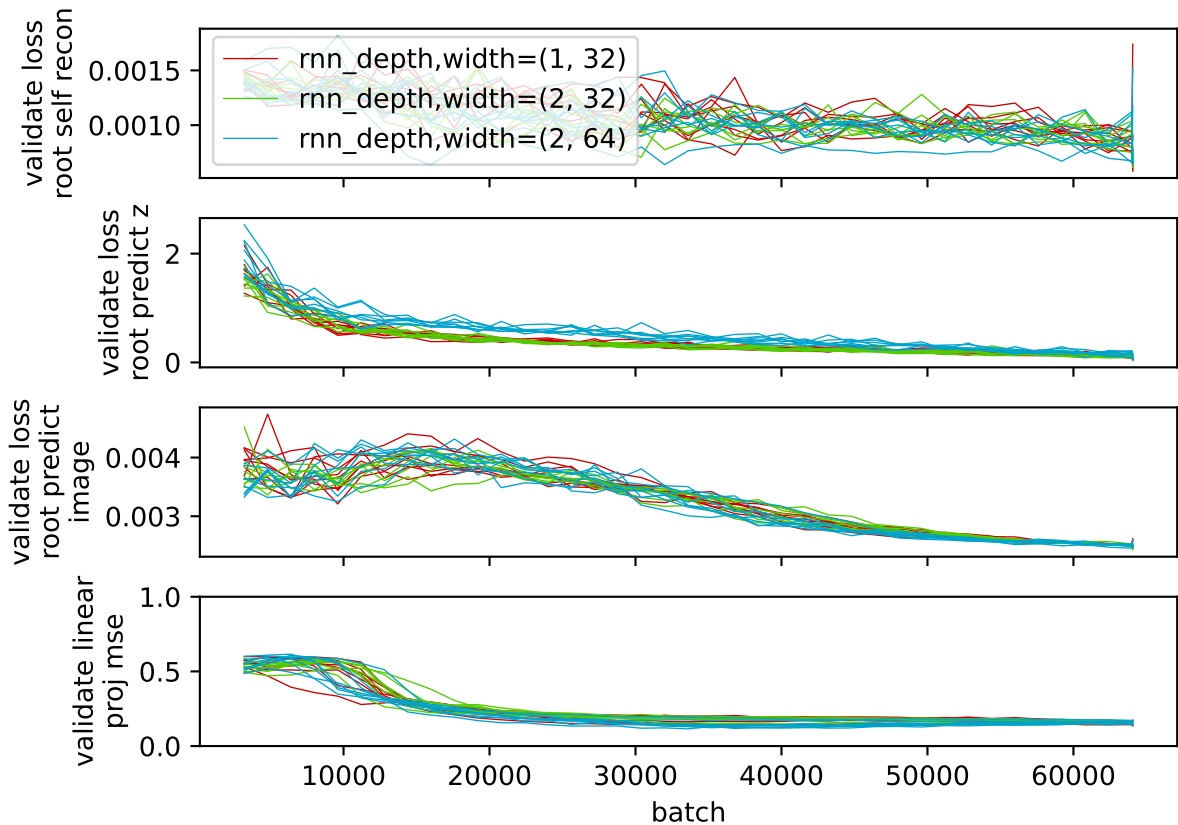 validate loss
root self recon
0.0015
0.0010
rnn_depth,width=(1, 32)
rnn_depth,width=(2, 32)
rnn_depth,width=(2, 64)
validate loss
root predict z
2
0
validate loss
root predict
image
0.004
0.003
validate linear
proj mse
1.0
0.5
0.0
10000 20000 30000 40000 50000 60000
batch